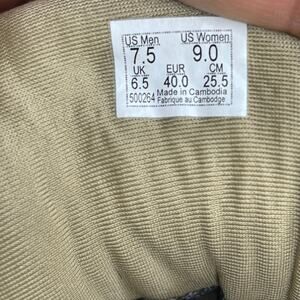 US Men US Women
7.5 9.0
UK EUR CM
6.5 40.0 25.5
500264 Made in Cambodia
Fabrique au Cambodge